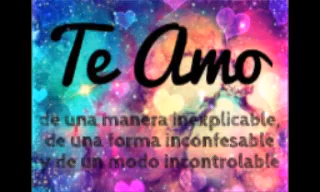 Te Amo
de una manera inexplicable,
de una forma inconfesable
y de un modo incontrolable